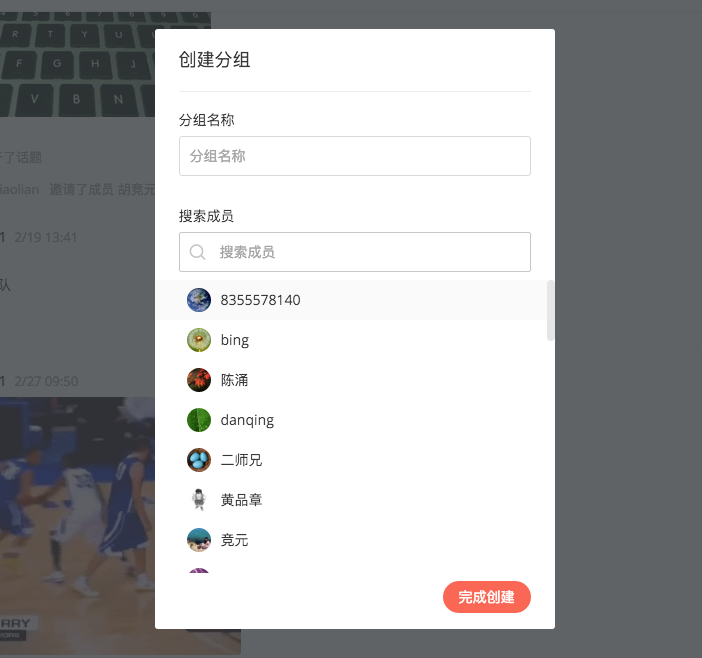 R T Y U
F G H J
V B N
了话题
iaolian 邀请了成员 胡竞元
1 2/19 13:41
队
1 2/27 09:50
创建分组
分组名称
分组名称
搜索成员
搜索成员
8355578140
bing
陈涌
danqing
二师兄
黄品章
竞元
完成创建